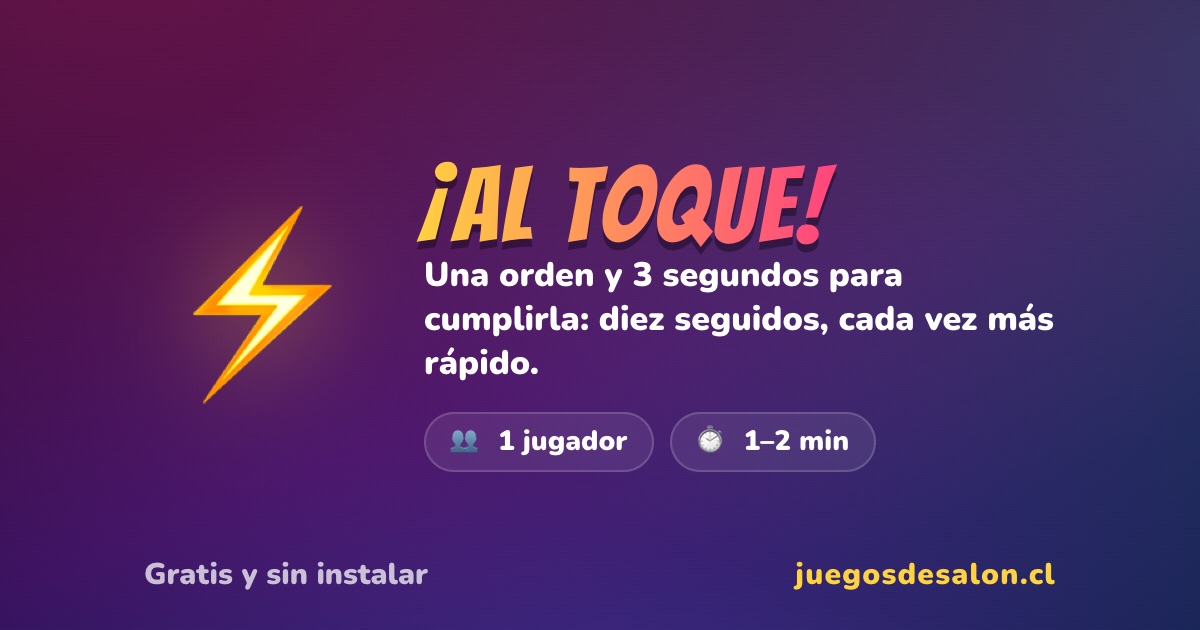 ¡AL TOQUE!
Una orden y 3 segundos para
cumplirla: diez seguidos, cada vez más
rápido.
1 jugador
1–2 min
Gratis y sin instalar
juegosdesalon.cl